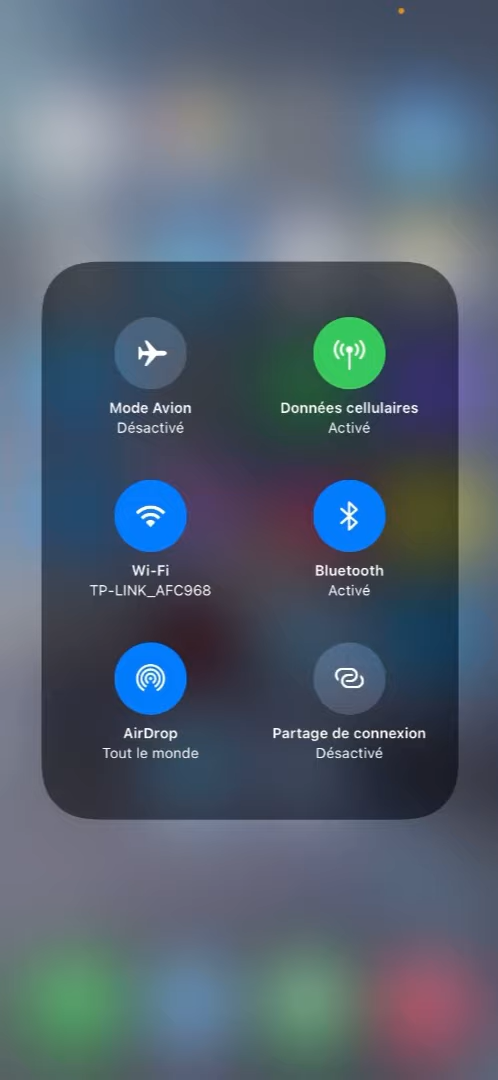 Mode Avion
Désactivé
Données cellulaires
Activé
Wi-Fi
TP-LINK_AFC968
Bluetooth
Activé
AirDrop
Tout le monde
Partage de connexion
Désactivé